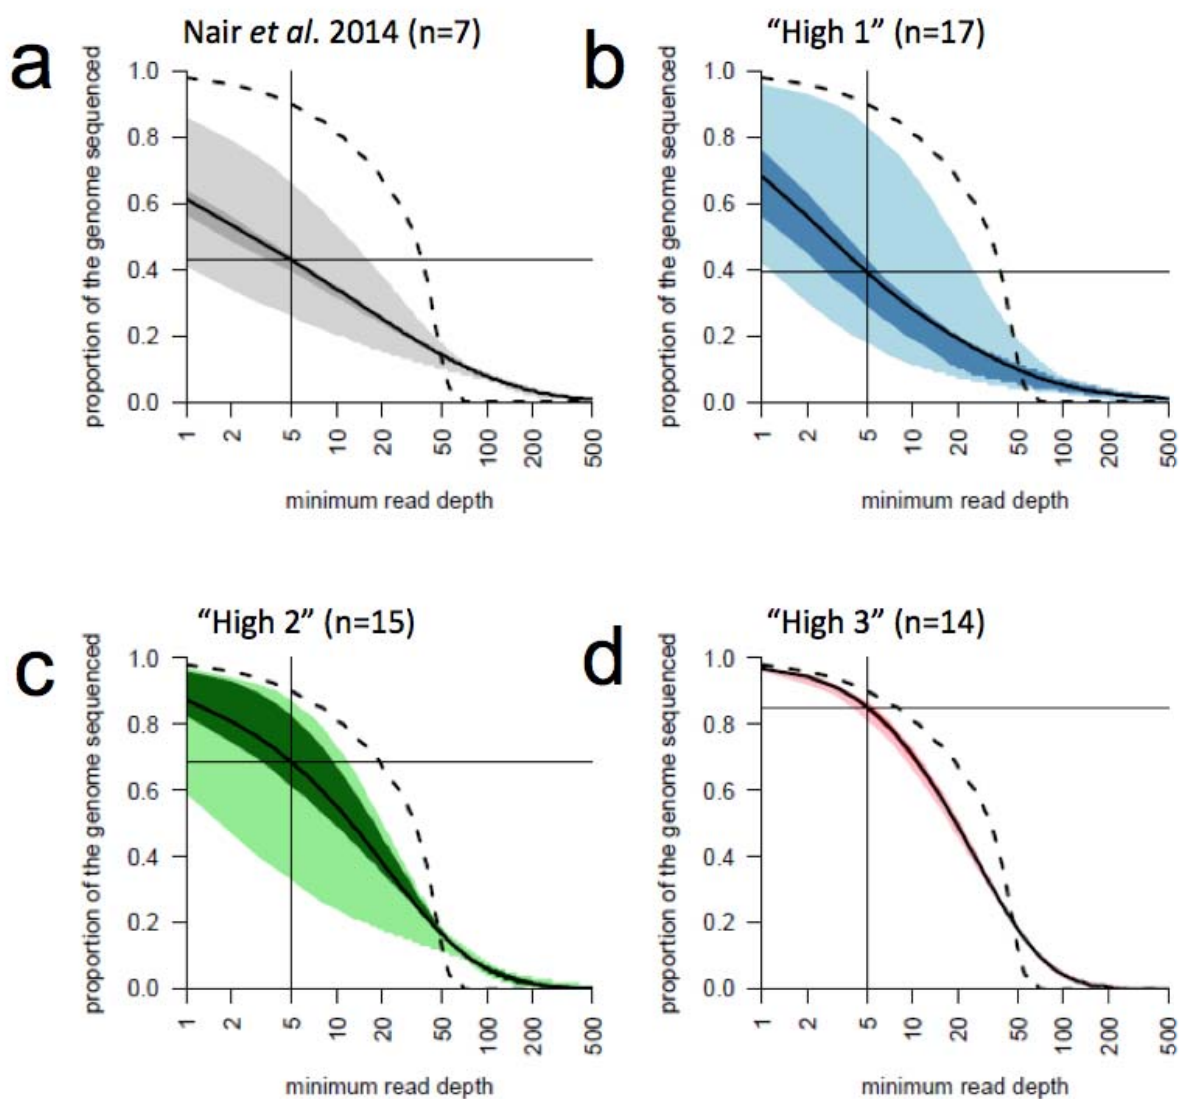 a
Nair et al. 2014 (n=7)
proportion of the genome sequenced
1.0
0.8
0.6
0.4
0.2
0.0
1 2 5 10 20 50 100 200 500
minimum read depth
b
“High 1” (n=17)
proportion of the genome sequenced
1.0
0.8
0.6
0.4
0.2
0.0
1 2 5 10 20 50 100 200 500
minimum read depth
c
“High 2” (n=15)
proportion of the genome sequenced
1.0
0.8
0.6
0.4
0.2
0.0
1 2 5 10 20 50 100 200 500
minimum read depth
d
“High 3” (n=14)
proportion of the genome sequenced
1.0
0.8
0.6
0.4
0.2
0.0
1 2 5 10 20 50 100 200 500
minimum read depth